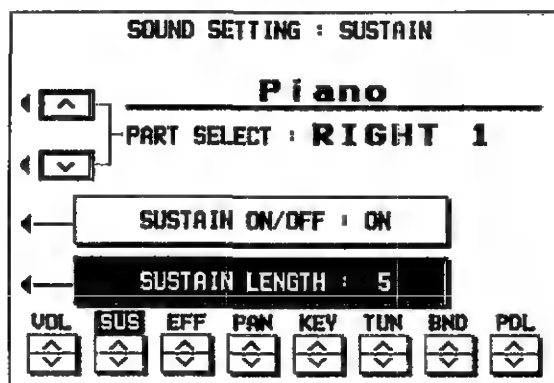 SOUND SETTING : SUSTAIN
Piano
PART SELECT : RIGHT 1
SUSTAIN ON/OFF : ON
SUSTAIN LENGTH : 5
VOL SUS EFF PAN KEY TUN BND PDL